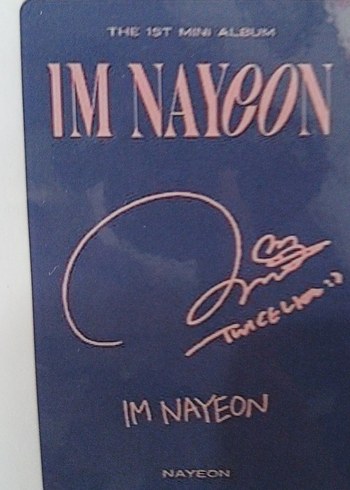 THE 1ST MINI ALBUM
IM NAYEON
IM NAYEON
NAYEON